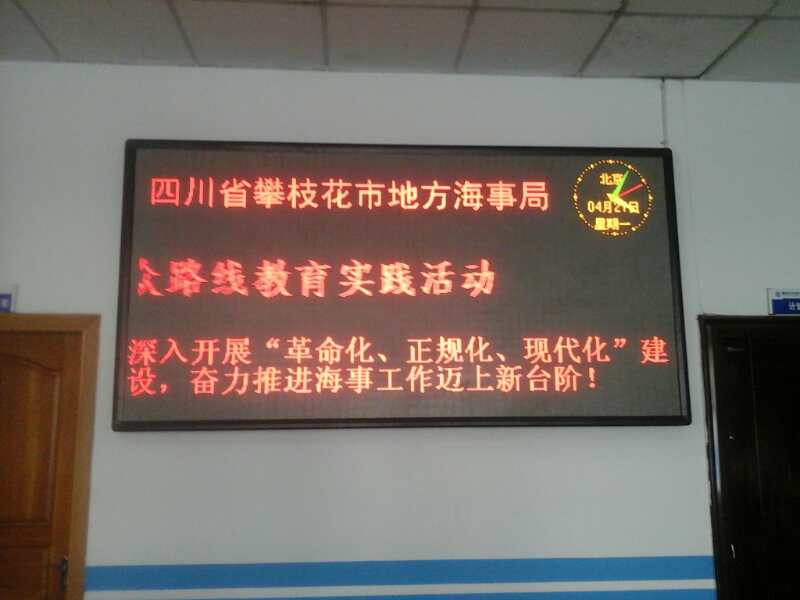 四川省攀枝花市地方海事局
北京
04月21日
星期一
众路线教育实践活动
深入开展“革命化、正规化、现代化”建
设，奋力推进海事工作迈上新台阶！